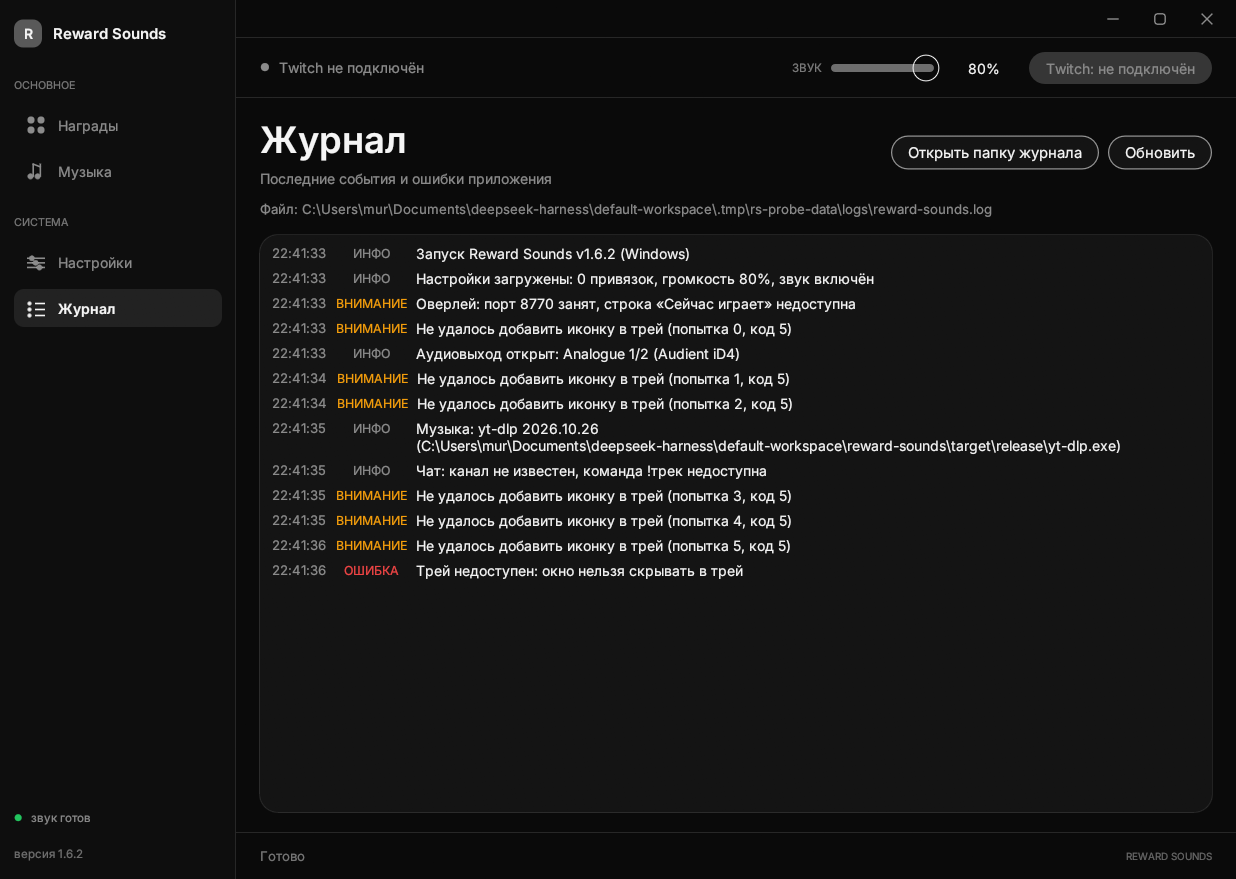 R Reward Sounds
ОСНОВНОЕ
Награды
Музыка
СИСТЕМА
Настройки
Журнал
звук готов
версия 1.6.2
Twitch не подключён
ЗВУК
80%
Twitch: не подключён
Журнал
Последние события и ошибки приложения
Открыть папку журнала
Обновить
Файл: C:\Users\mur\Documents\deepseek-harness\default-workspace\.tmp\rs-probe-data\logs\reward-sounds.log
22:41:33 ИНФО Запуск Reward Sounds v1.6.2 (Windows)
22:41:33 ИНФО Настройки загружены: 0 привязок, громкость 80%, звук включён
22:41:33 ВНИМАНИЕ Оверлей: порт 8770 занят, строка «Сейчас играет» недоступна
22:41:33 ВНИМАНИЕ Не удалось добавить иконку в трей (попытка 0, код 5)
22:41:33 ИНФО Аудиовыход открыт: Analogue 1/2 (Audient iD4)
22:41:34 ВНИМАНИЕ Не удалось добавить иконку в трей (попытка 1, код 5)
22:41:34 ВНИМАНИЕ Не удалось добавить иконку в трей (попытка 2, код 5)
22:41:35 ИНФО Музыка: yt-dlp 2026.10.26
(C:\Users\mur\Documents\deepseek-harness\default-workspace\reward-sounds\target\release\yt-dlp.exe)
22:41:35 ИНФО Чат: канал не известен, команда !трек недоступна
22:41:35 ВНИМАНИЕ Не удалось добавить иконку в трей (попытка 3, код 5)
22:41:35 ВНИМАНИЕ Не удалось добавить иконку в трей (попытка 4, код 5)
22:41:36 ВНИМАНИЕ Не удалось добавить иконку в трей (попытка 5, код 5)
22:41:36 ОШИБКА Трей недоступен: окно нельзя скрывать в трей
Готово
REWARD SOUNDS